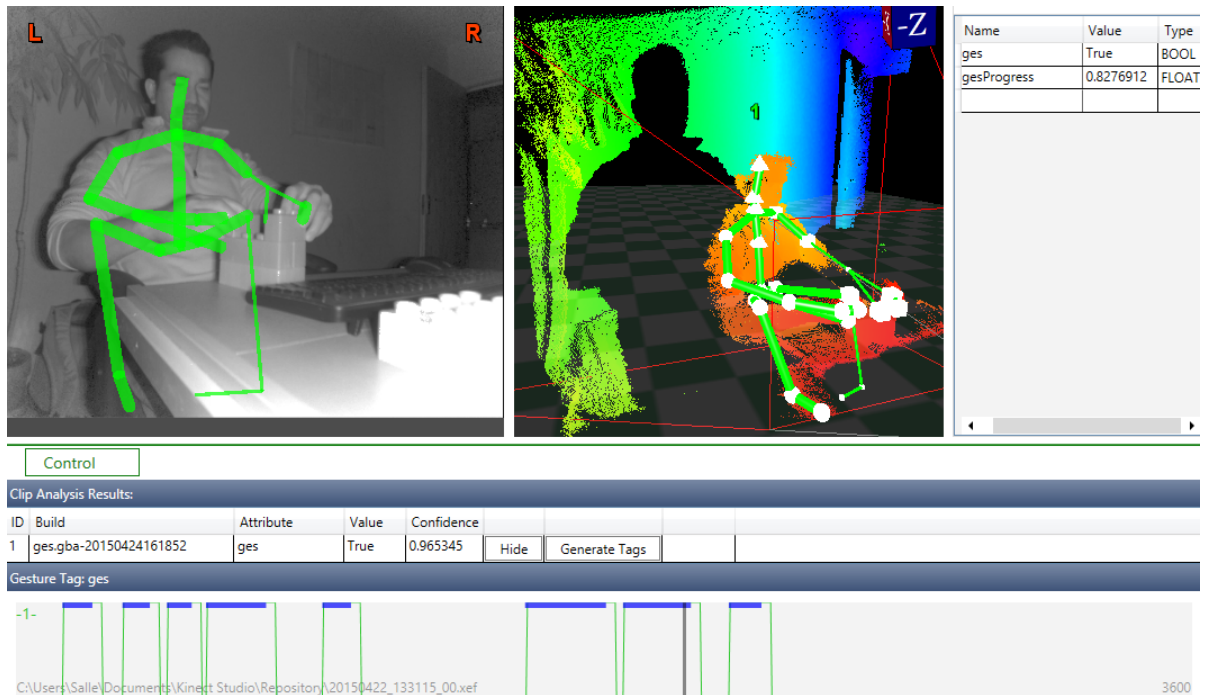 L R
-Z
1
Name Value Type
ges True BOOL
gesProgress 0.8276912 FLOAT
Control
Clip Analysis Results:
ID Build Attribute Value Confidence
1 ges.gba-20150424161852 ges True 0.965345 Hide Generate Tags
Gesture Tag: ges
-1-
C:\Users\Salle\Documents\Kinect Studio\Repository\20150422_133115_00.xef 3600